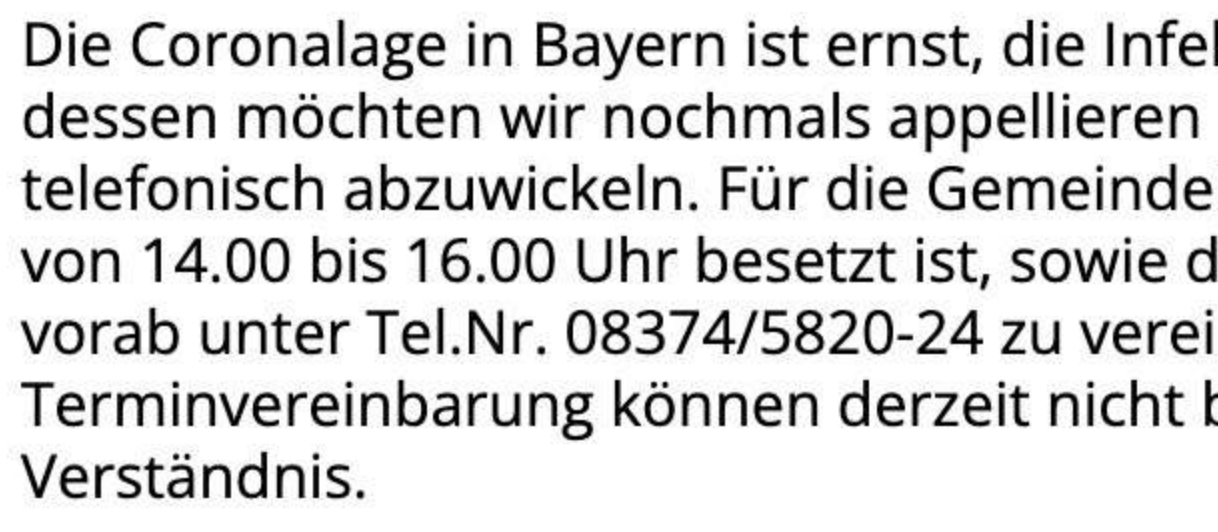 Die Coronalage in Bayern ist ernst, die
dessen möchten wir nochmals appellieren
telefonisch abzuwickeln. Für die Gemeinde
von 14.00 bis 16.00 Uhr besetzt ist, sowie
vorab unter Tel.Nr. 08374/5820-24 zu
Terminvereinbarung können derzeit nicht
Verständnis.